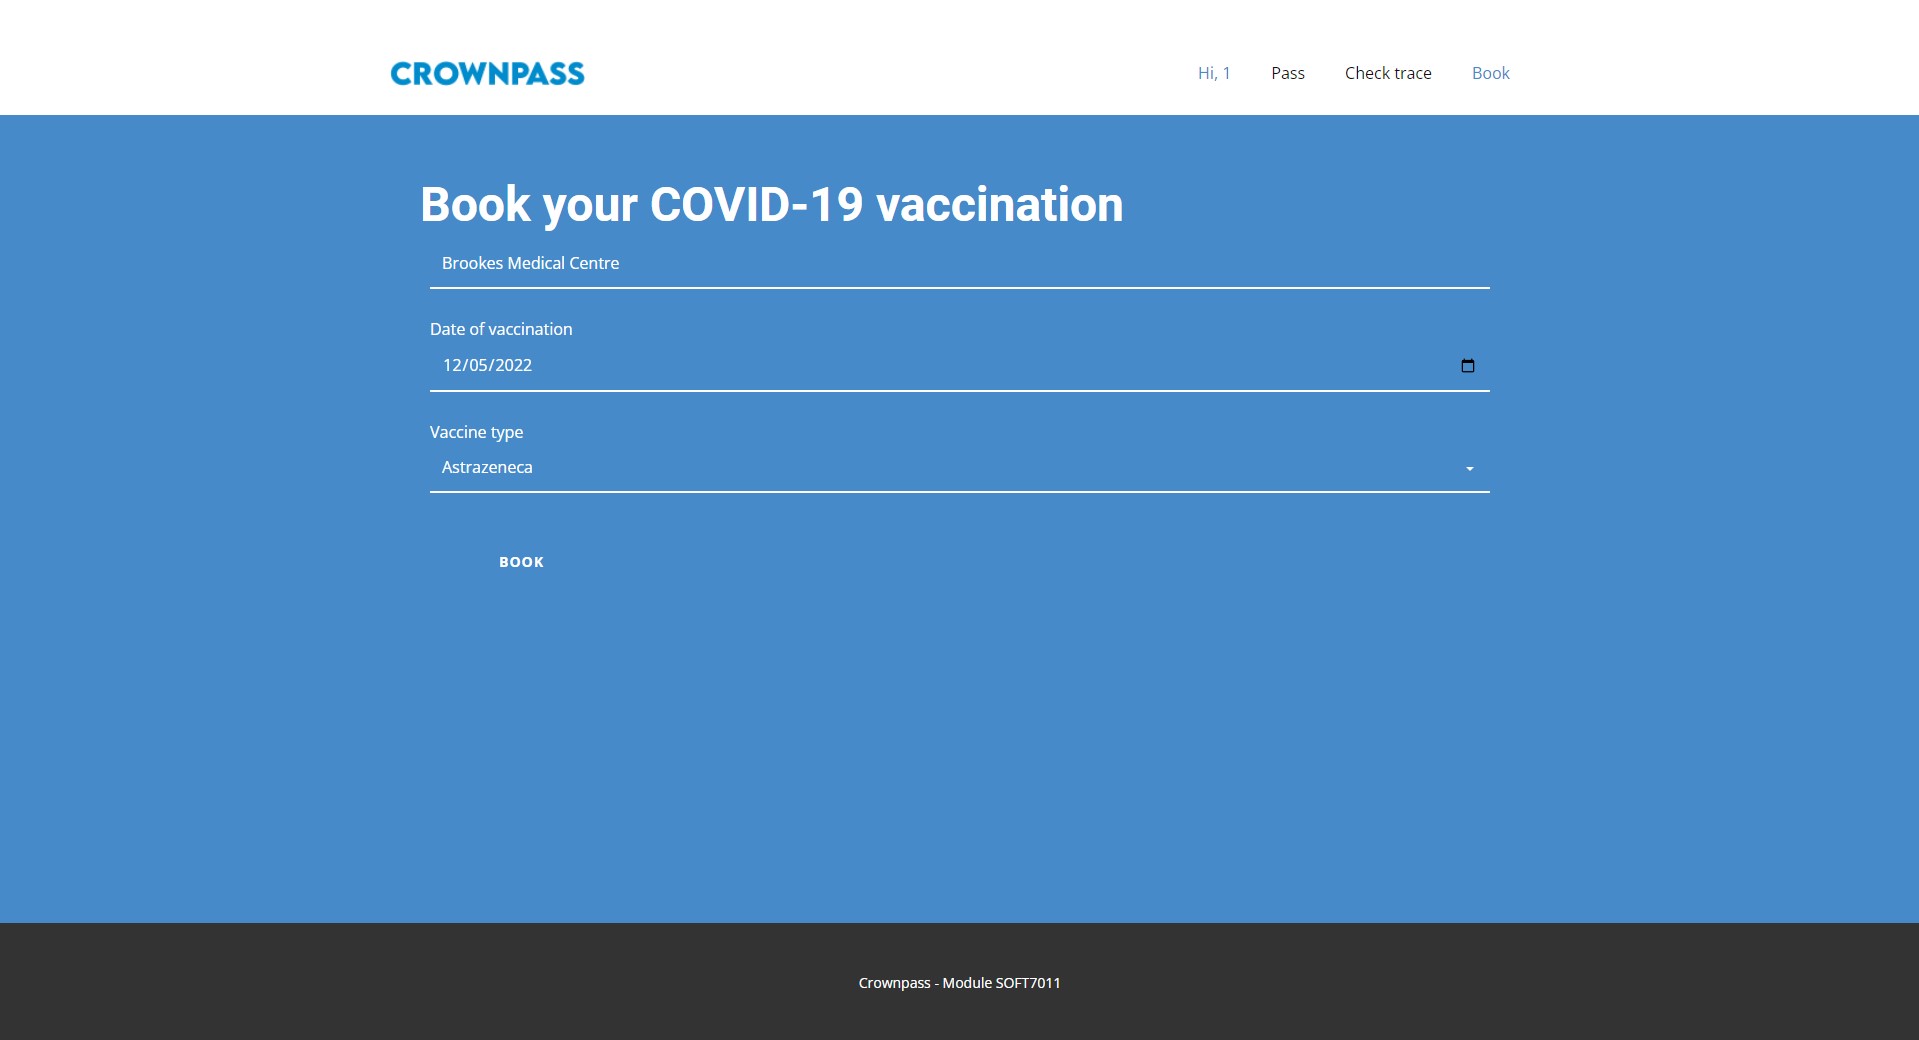 CROWNPASS
Hi, 1 Pass Check trace Book
Book your COVID-19 vaccination
Brookes Medical Centre
Date of vaccination
12/05/2022
Vaccine type
Astrazeneca
BOOK
Crownpass - Module SOFT7011